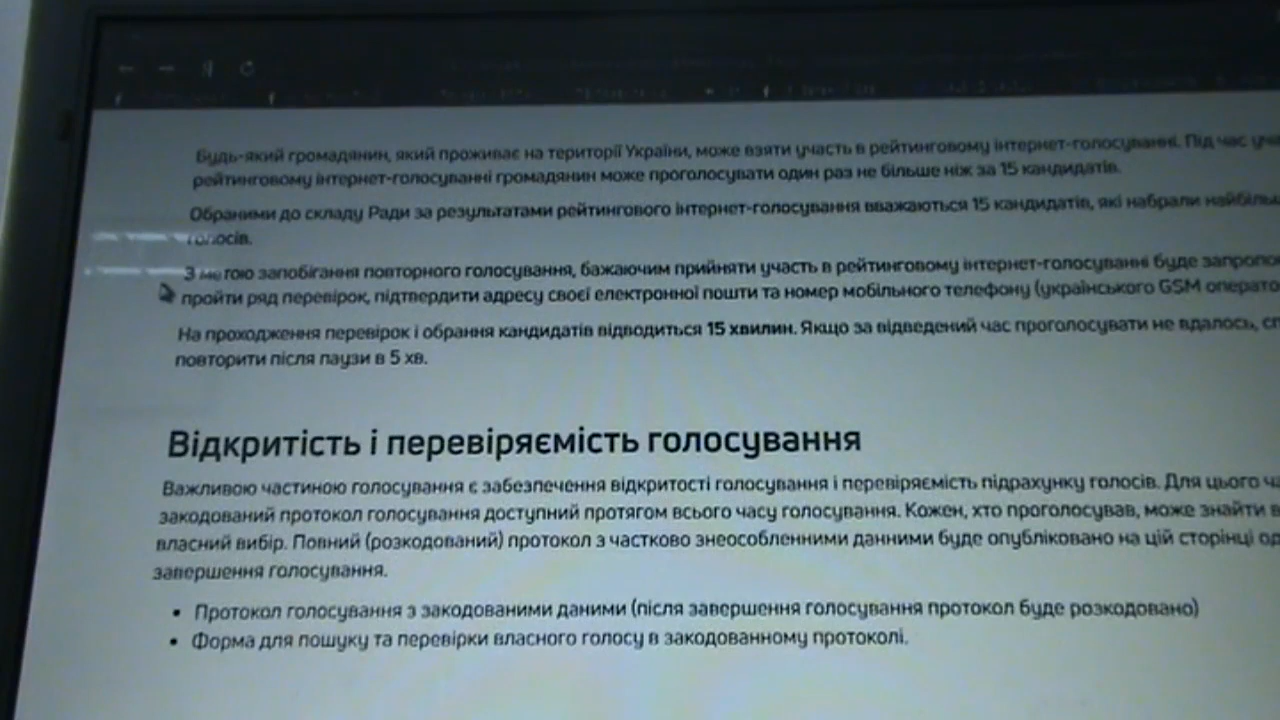 Будь-який громадянин, який проживає на території України, може взяти участь в рейтинговому інтернет-голосуванні. Під час
рейтинговому інтернет-голосуванні громадянин може проголосувати один раз не більше ніж за 15 кандидатів.
Обраними до складу Ради за результатами рейтингового інтернет-голосування вважаються 15 кандидатів, які набрали
голосів.
З метою запобігання повторного голосування, бажаючим прийняти участь в рейтинговому інтернет-голосуванні буде
пройти ряд перевірок, підтвердити адресу своєї електронної пошти та номер мобільного телефону (українського GSM
На проходження перевірок і обрання кандидатів відводиться 15 хвилин. Якщо за відведений час проголосувати не вдалось,
повторити після паузи в 5 хв.
Відкритість і перевіряємість голосування
Важливою частиною голосування є забезпечення відкритості голосування і перевіряємість підрахунку голосів. Для цього
закодований протокол голосування доступний протягом всього часу голосування. Кожен, хто проголосував, може знайти
власний вибір. Повний (розкодований) протокол з частково знеособленними данними буде опубліковано на цій сторінці
завершення голосування.
• Протокол голосування з закодованими даними (після завершення голосування протокол буде розкодовано)
• Форма для пошуку та перевірки власного голосу в закодованному протоколі.